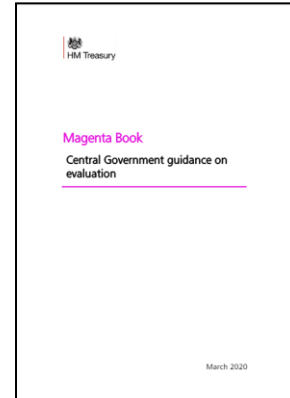 HM Treasury
Magenta Book
Central Government guidance on
evaluation
March 2020